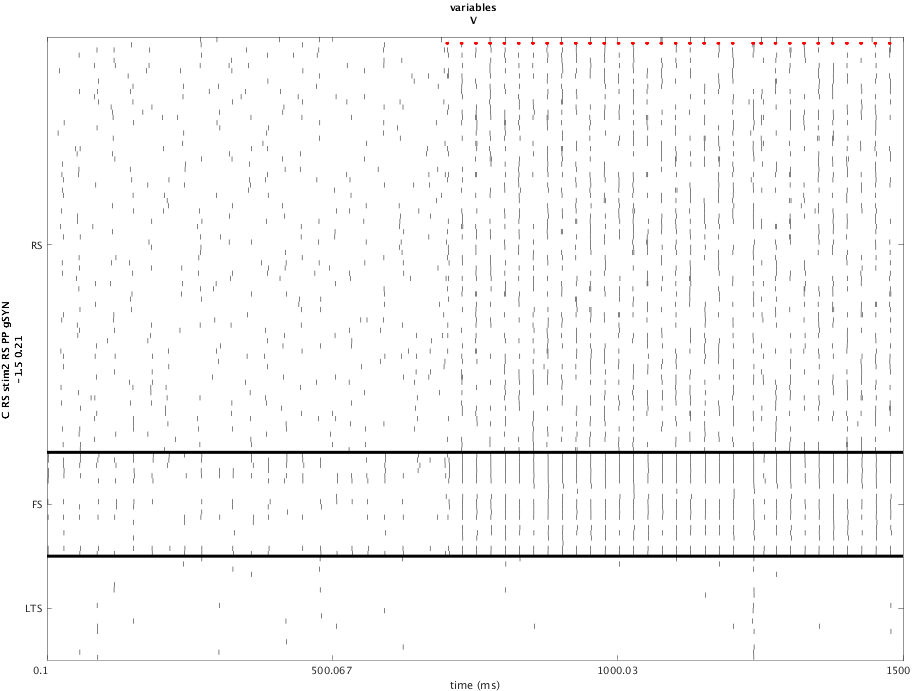 variables
V
C RS stim2 RS PP gSYN
-1.5 0.21
RS
FS
LTS
0.1
500.067
1000.03
1500
time (ms)